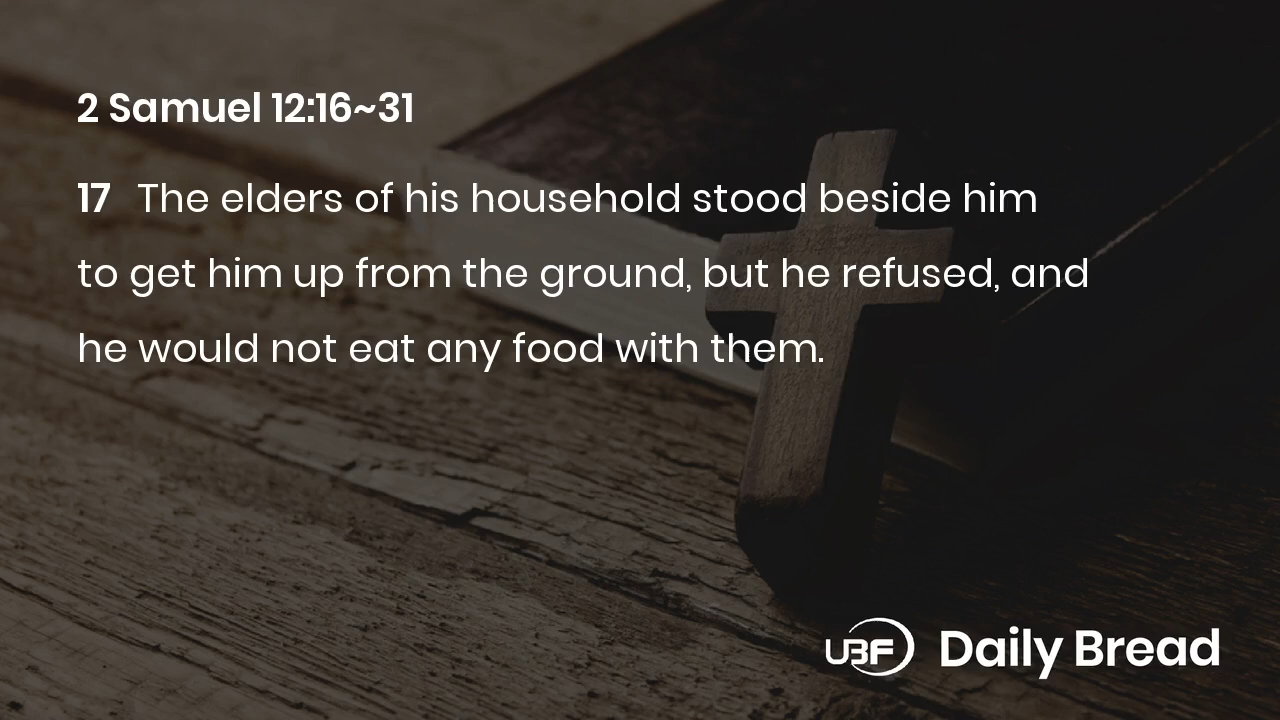 2 Samuel 12:16~31
17 The elders of his household stood beside him
to get him up from the ground, but he refused, and
he would not eat any food with them.
UBF Daily Bread